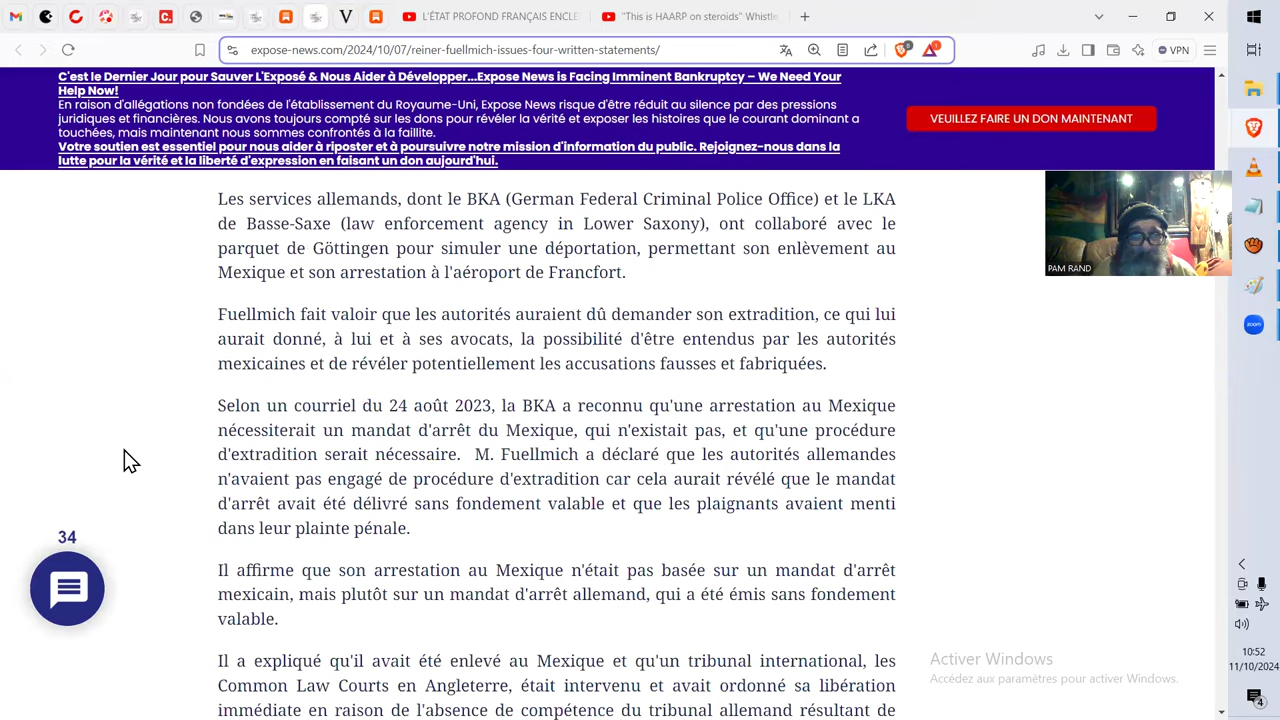 L'ÉTAT PROFOND FRANÇAIS ENCLE
"This is HAARP on steroids" Whistle
expose-news.com/2024/10/07/reiner-fuellmich-issues-four-written-statements/
VPN
C'est le Dernier Jour pour Sauver L'Exposé & Nous Aider à Développer...Expose News is Facing Imminent Bankruptcy – We Need Your
Help Now!
En raison d'allégations non fondées de l'établissement du Royaume-Uni, Expose News risque d'être réduit au silence par des pressions
juridiques et financières. Nous avons toujours compté sur les dons pour révéler la vérité et exposer les histoires que le courant dominant a
touchées, mais maintenant nous sommes confrontés à la faillite.
Votre soutien est essentiel pour nous aider à riposter et à poursuivre notre mission d'information du public. Rejoignez-nous dans la
lutte pour la vérité et la liberté d'expression en faisant un don aujourd'hui.
VEUILLEZ FAIRE UN DON MAINTENANT
Les services allemands, dont le BKA (German Federal Criminal Police Office) et le LKA
de Basse-Saxe (law enforcement agency in Lower Saxony), ont collaboré avec le
parquet de Göttingen pour simuler une déportation, permettant son enlèvement au
Mexique et son arrestation à l'aéroport de Francfort.
PAM RAND
Fuellmich fait valoir que les autorités auraient dû demander son extradition, ce qui lui
aurait donné, à lui et à ses avocats, la possibilité d'être entendus par les autorités
mexicaines et de révéler potentiellement les accusations fausses et fabriquées.
Selon un courriel du 24 août 2023, la BKA a reconnu qu'une arrestation au Mexique
nécessiterait un mandat d'arrêt du Mexique, qui n'existait pas, et qu'une procédure
d'extradition serait nécessaire. M. Fuellmich a déclaré que les autorités allemandes
n'avaient pas engagé de procédure d'extradition car cela aurait révélé que le mandat
d'arrêt avait été délivré sans fondement valable et que les plaignants avaient menti
dans leur plainte pénale.
34
Il affirme que son arrestation au Mexique n'était pas basée sur un mandat d'arrêt
mexicain, mais plutôt sur un mandat d'arrêt allemand, qui a été émis sans fondement
valable.
Il a expliqué qu'il avait été enlevé au Mexique et qu'un tribunal international, les
Common Law Courts en Angleterre, était intervenu et avait ordonné sa libération
immédiate en raison de l'absence de compétence du tribunal allemand résultant de
Activer Windows
Accédez aux paramètres pour activer Windows.
zoom
10:52
11/10/2024
4